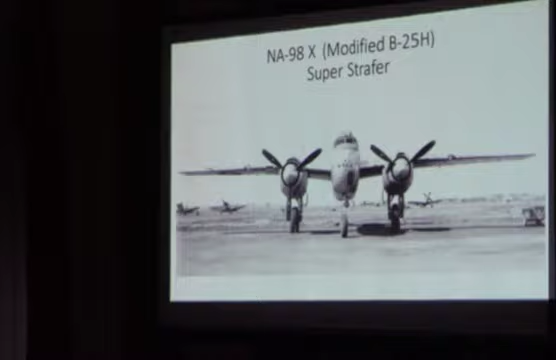 NA-98 X (Modified B-25H)
Super Strafer